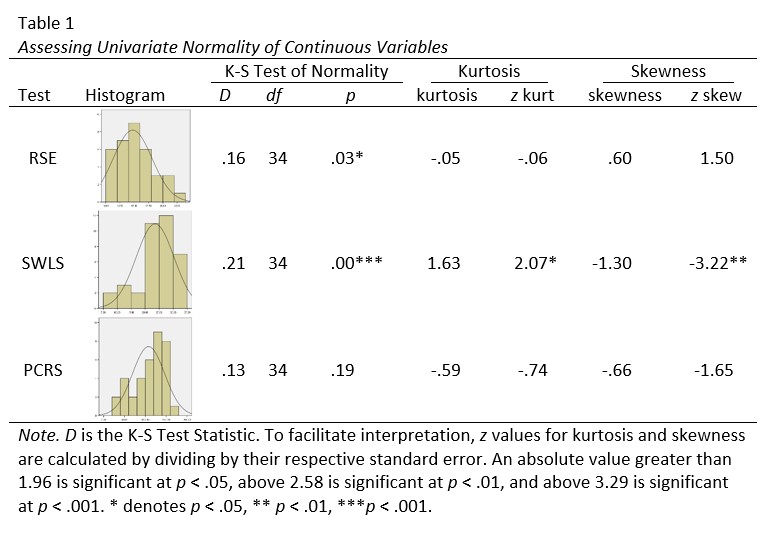 Table 1
Assessing Univariate Normality of Continuous Variables
K-S Test of Normality Kurtosis Skewness
Test Histogram D df p kurtosis z kurt skewness z skew
RSE .16 34 .03* -.05 -.06 .60 1.50
SWLS .21 34 .00*** 1.63 2.07* -1.30 -3.22**
PCRS .13 34 .19 -.59 -.74 -.66 -1.65
Note. D is the K-S Test Statistic. To facilitate interpretation, z values for kurtosis and skewness
are calculated by dividing by their respective standard error. An absolute value greater than
1.96 is significant at p < .05, above 2.58 is significant at p < .01, and above 3.29 is significant
at p < .001. * denotes p < .05, ** p < .01, ***p < .001.